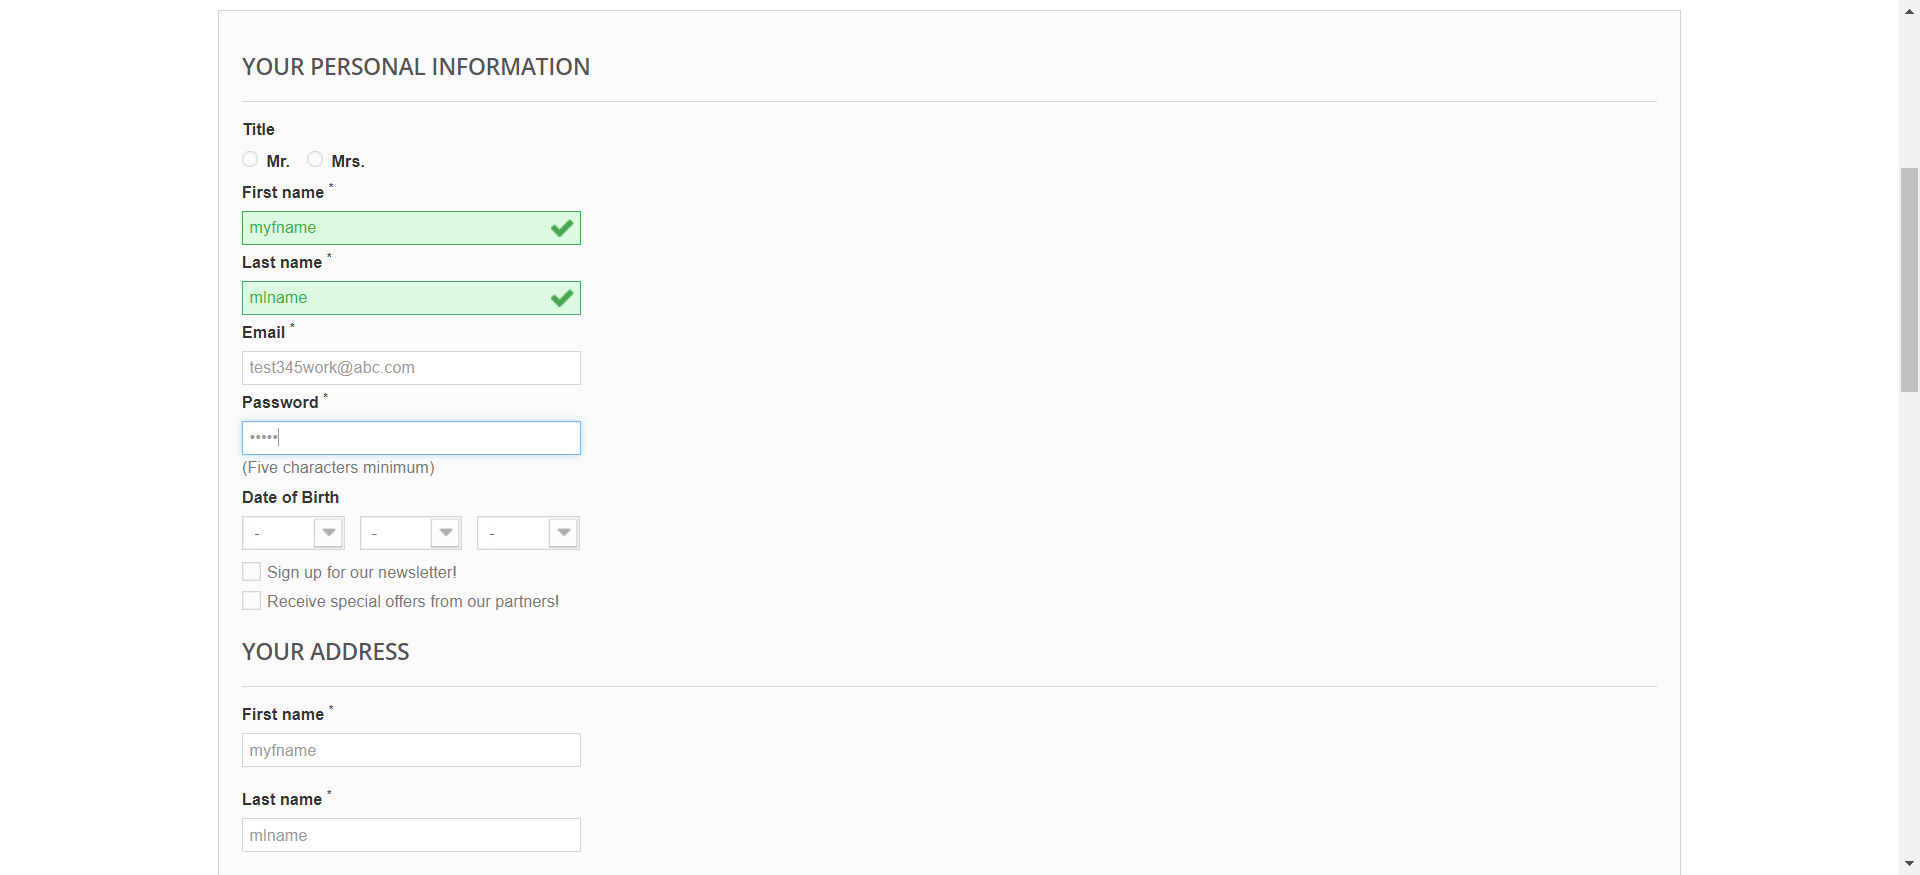 YOUR PERSONAL INFORMATION
Title
Mr. Mrs.
First name *
myfname
Last name *
mlname
Email *
test345work@abc.com
Password *
•••••
(Five characters minimum)
Date of Birth
- - -
Sign up for our newsletter!
Receive special offers from our partners!
YOUR ADDRESS
First name *
myfname
Last name *
mlname